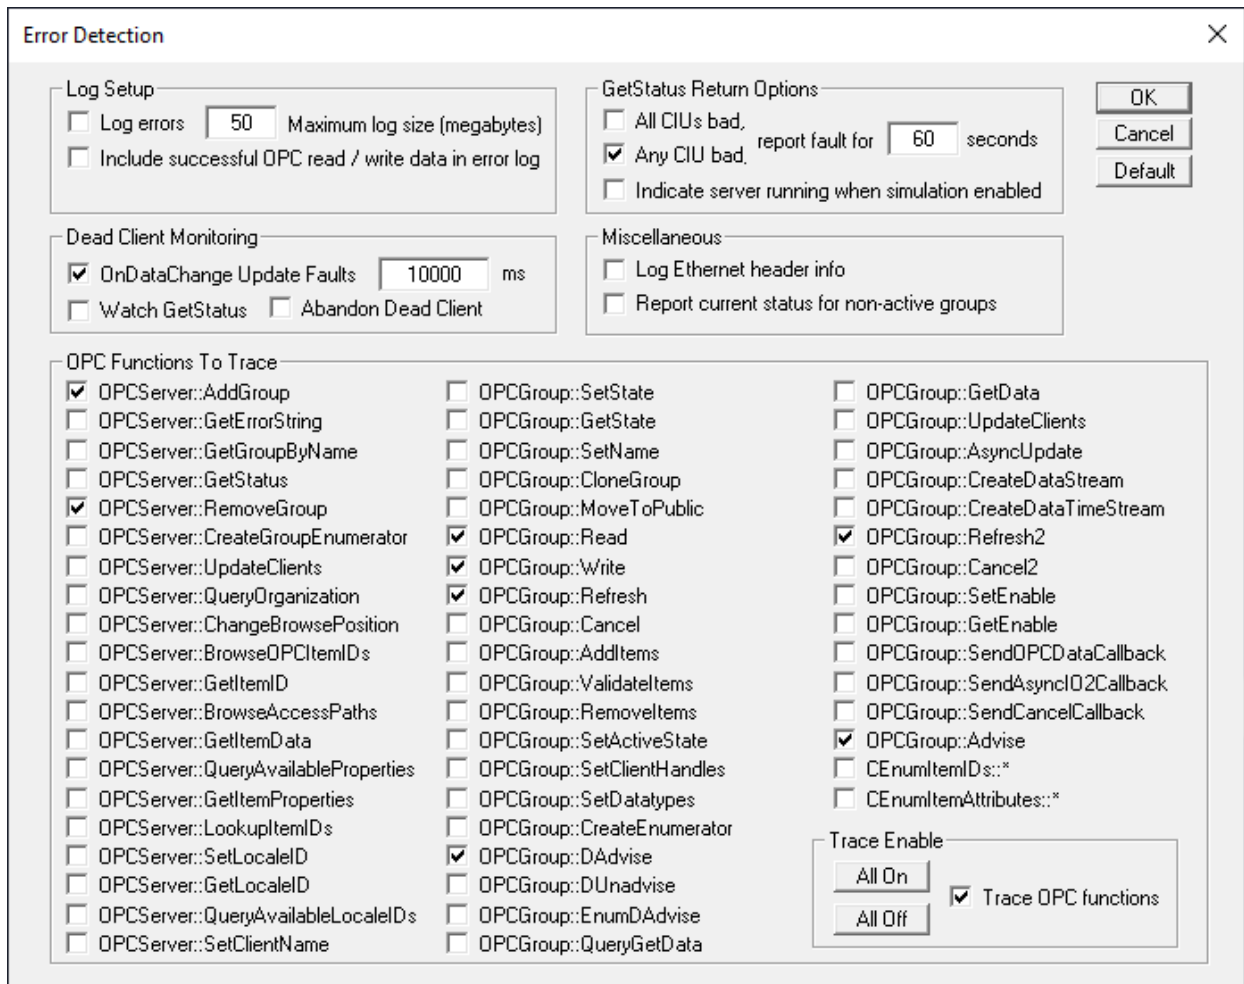 Error Detection
Log Setup
Log errors 50 Maximum log size (megabytes)
Include successful OPC read / write data in error log
GetStatus Return Options
All CIUs bad,
Any CIU bad, report fault for 60 seconds
Indicate server running when simulation enabled
OK
Cancel
Default
Dead Client Monitoring
OnDataChange Update Faults 10000 ms
Watch GetStatus Abandon Dead Client
Miscellaneous
Log Ethernet header info
Report current status for non-active groups
OPC Functions To Trace
OPCServer::AddGroup
OPCServer::GetErrorString
OPCServer::GetGroupByName
OPCServer::GetStatus
OPCServer::RemoveGroup
OPCServer::CreateGroupEnumerator
OPCServer::UpdateClients
OPCServer::QueryOrganization
OPCServer::ChangeBrowsePosition
OPCServer::BrowseOPCItemIDs
OPCServer::GetItemID
OPCServer::BrowseAccessPaths
OPCServer::GetItemData
OPCServer::QueryAvailableProperties
OPCServer::GetItemProperties
OPCServer::LookupItemIDs
OPCServer::SetLocaleID
OPCServer::GetLocaleID
OPCServer::QueryAvailableLocaleIDs
OPCServer::SetClientName
OPCGroup::SetState
OPCGroup::GetState
OPCGroup::SetName
OPCGroup::CloneGroup
OPCGroup::MoveToPublic
OPCGroup::Read
OPCGroup::Write
OPCGroup::Refresh
OPCGroup::Cancel
OPCGroup::AddItems
OPCGroup::ValidateItems
OPCGroup::RemoveItems
OPCGroup::SetActiveState
OPCGroup::SetClientHandles
OPCGroup::SetDatatypes
OPCGroup::CreateEnumerator
OPCGroup::DAdvise
OPCGroup::DUnadvise
OPCGroup::EnumDAdvise
OPCGroup::QueryGetData
OPCGroup::GetData
OPCGroup::UpdateClients
OPCGroup::AsyncUpdate
OPCGroup::CreateDataStream
OPCGroup::CreateDataTimeStream
OPCGroup::Refresh2
OPCGroup::Cancel2
OPCGroup::SetEnable
OPCGroup::GetEnable
OPCGroup::SendOPCDataCallback
OPCGroup::SendAsyncIO2Callback
OPCGroup::SendCancelCallback
OPCGroup::Advise
CEnumItemIDs::*
CEnumItemAttributes::*
Trace Enable
All On
All Off
Trace OPC functions